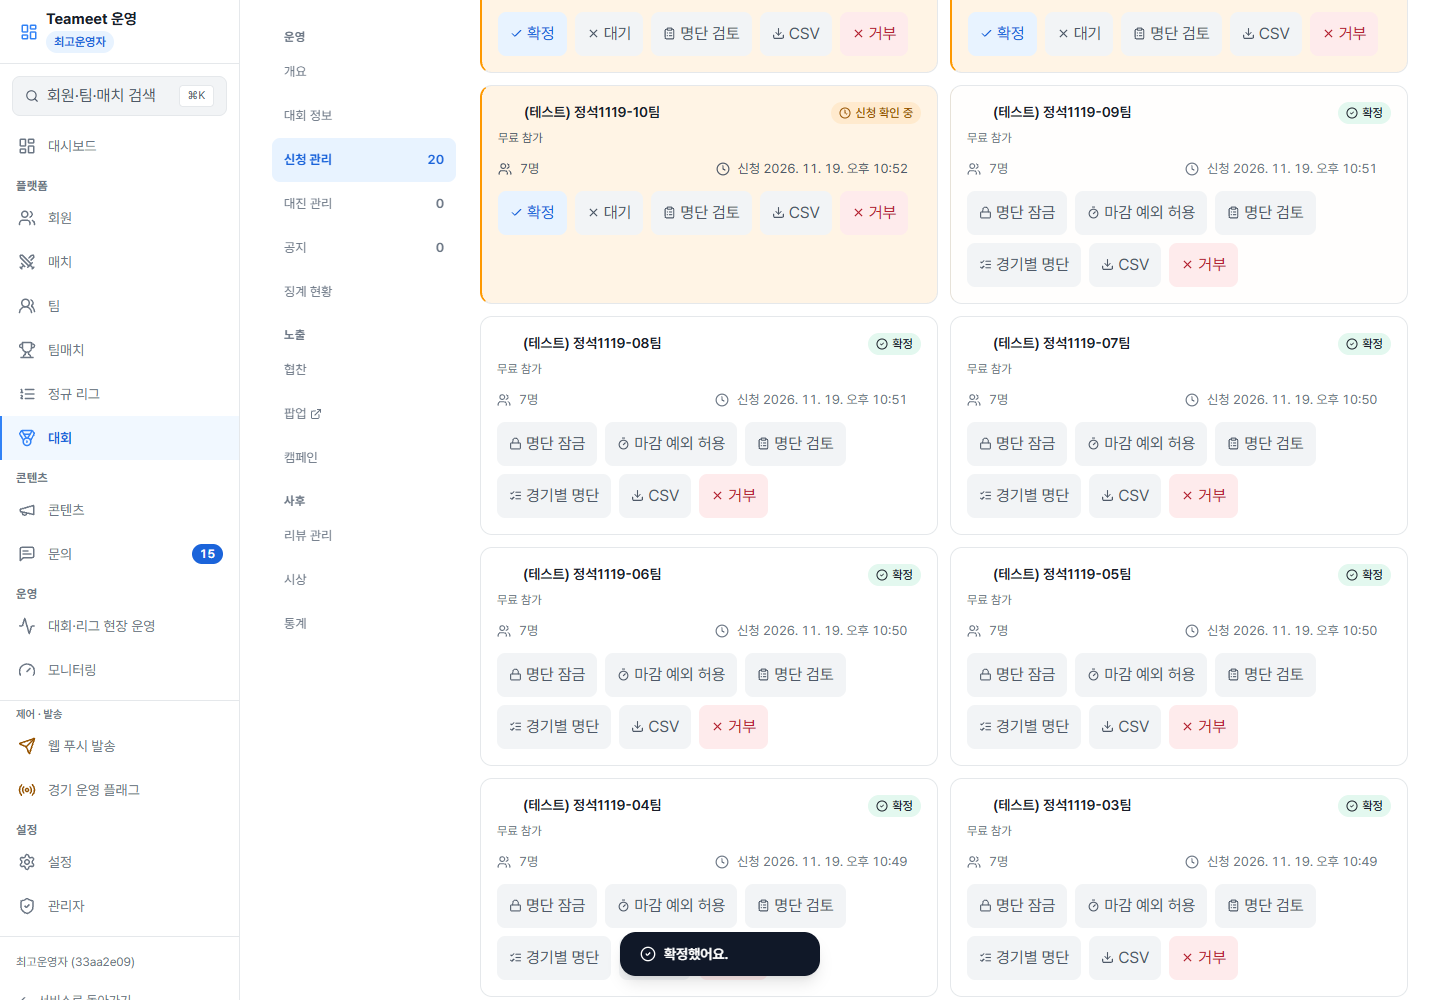 Teameet 운영
최고운영자
회원·팀·매치 검색 ⌘K
대시보드
플랫폼
회원
매치
팀
팀매치
정규 리그
대회
콘텐츠
콘텐츠
문의 15
운영
대회·리그 현장 운영
모니터링
제어 · 발송
웹 푸시 발송
경기 운영 플래그
설정
설정
관리자
최고운영자 (33aa2e09)
서비스로 돌아가기
운영
개요
대회 정보
신청 관리 20
대진 관리 0
공지 0
징계 현황
노출
협찬
팝업
캠페인
사후
리뷰 관리
시상
통계
확정 대기 명단 검토 CSV 거부
확정 대기 명단 검토 CSV 거부
(테스트) 정석1119-10팀 신청 확인 중
무료 참가
7명 신청 2026. 11. 19. 오후 10:52
확정 대기 명단 검토 CSV 거부
(테스트) 정석1119-09팀 확정
무료 참가
7명 신청 2026. 11. 19. 오후 10:51
명단 잠금 마감 예외 허용 명단 검토
경기별 명단 CSV 거부
(테스트) 정석1119-08팀 확정
무료 참가
7명 신청 2026. 11. 19. 오후 10:51
명단 잠금 마감 예외 허용 명단 검토
경기별 명단 CSV 거부
(테스트) 정석1119-07팀 확정
무료 참가
7명 신청 2026. 11. 19. 오후 10:50
명단 잠금 마감 예외 허용 명단 검토
경기별 명단 CSV 거부
(테스트) 정석1119-06팀 확정
무료 참가
7명 신청 2026. 11. 19. 오후 10:50
명단 잠금 마감 예외 허용 명단 검토
경기별 명단 CSV 거부
(테스트) 정석1119-05팀 확정
무료 참가
7명 신청 2026. 11. 19. 오후 10:50
명단 잠금 마감 예외 허용 명단 검토
경기별 명단 CSV 거부
(테스트) 정석1119-04팀 확정
무료 참가
7명 신청 2026. 11. 19. 오후 10:49
명단 잠금 마감 예외 허용 명단 검토
경기별 명단
(테스트) 정석1119-03팀 확정
무료 참가
7명 신청 2026. 11. 19. 오후 10:49
명단 잠금 마감 예외 허용 명단 검토
경기별 명단 CSV 거부
확정했어요.